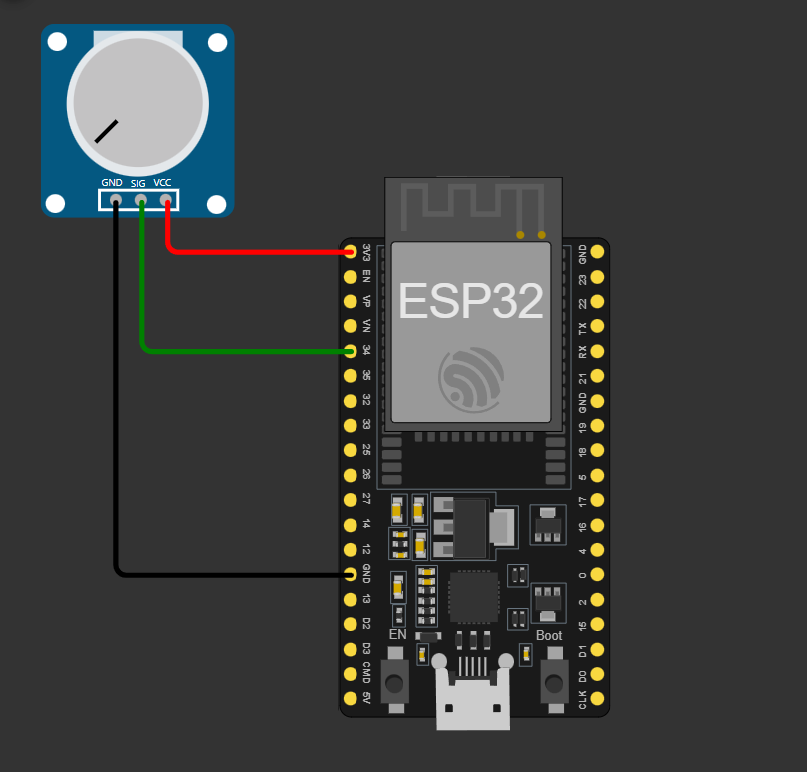 GND SIG VCC
ESP32
3V3
EN
VP
VN
34
35
32
33
25
26
27
14
12
GND
13
D2
D3
CMD
5V
GND
23
22
TX
RX
21
GND
19
18
5
17
16
4
0
2
15
D1
D0
CLK
EN
Boot